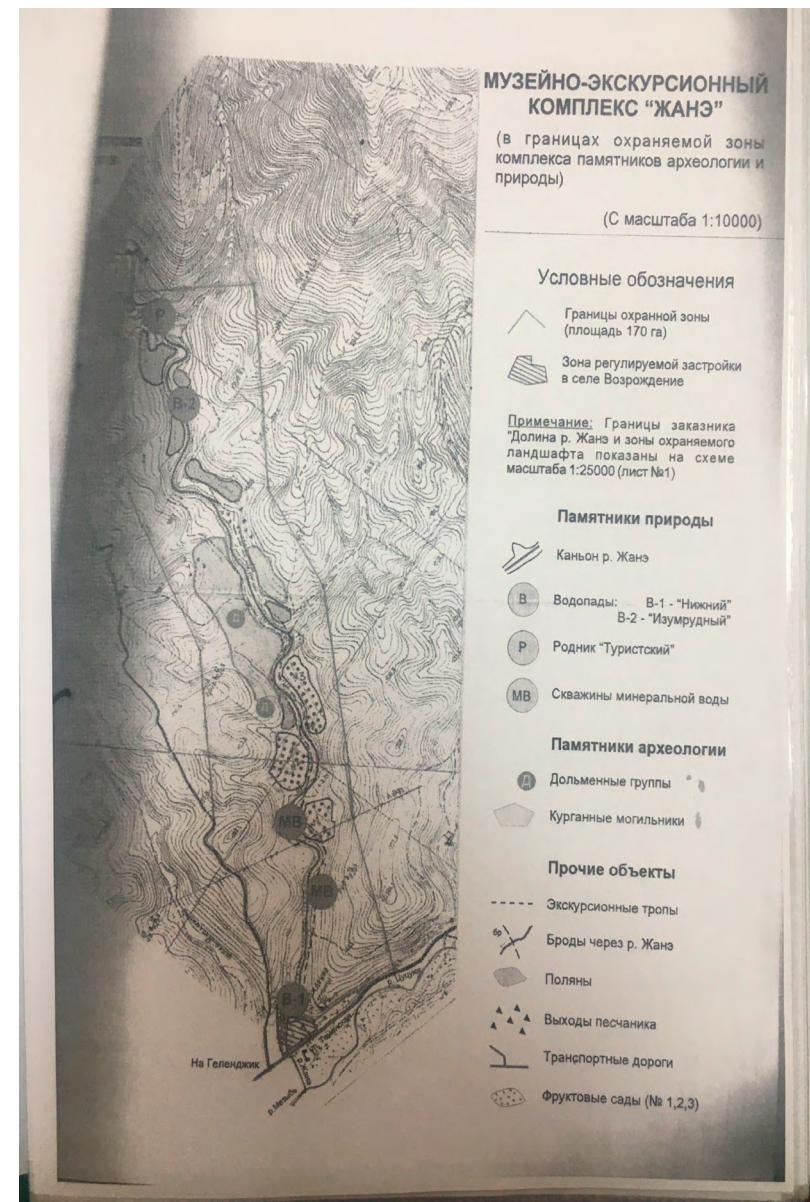 МУЗЕЙНО-ЭКСКУРСИОННЫЙ
КОМПЛЕКС “ЖАНЭ”
(в границах охраняемой зоны
комплекса памятников археологии и
природы)
(С масштаба 1:10000)
Условные обозначения
Границы охранной зоны
(площадь 170 га)
Зона регулируемой застройки
в селе Возрождение
Примечание: Границы заказника
"Долина р. Жанэ и зоны охраняемого
ландшафта показаны на схеме
масштаба 1:25000 (лист №1)
Памятники природы
Каньон р. Жанэ
В
Водопады: В-1 - “Нижний”
В-2 - “Изумрудный”
Р
Родник “Туристский”
МВ
Скважины минеральной воды
Памятники археологии
Д
Дольменные группы
Курганные могильники
Прочие объекты
Экскурсионные тропы
бр
Броды через р. Жанэ
Поляны
Выходы песчаника
Транспортные дороги
Фруктовые сады (№ 1,2,3)
Р
В-2
Д
Д
МВ
МВ
В-1
р. Жанэ
На Геленджик
р. Мезыбь